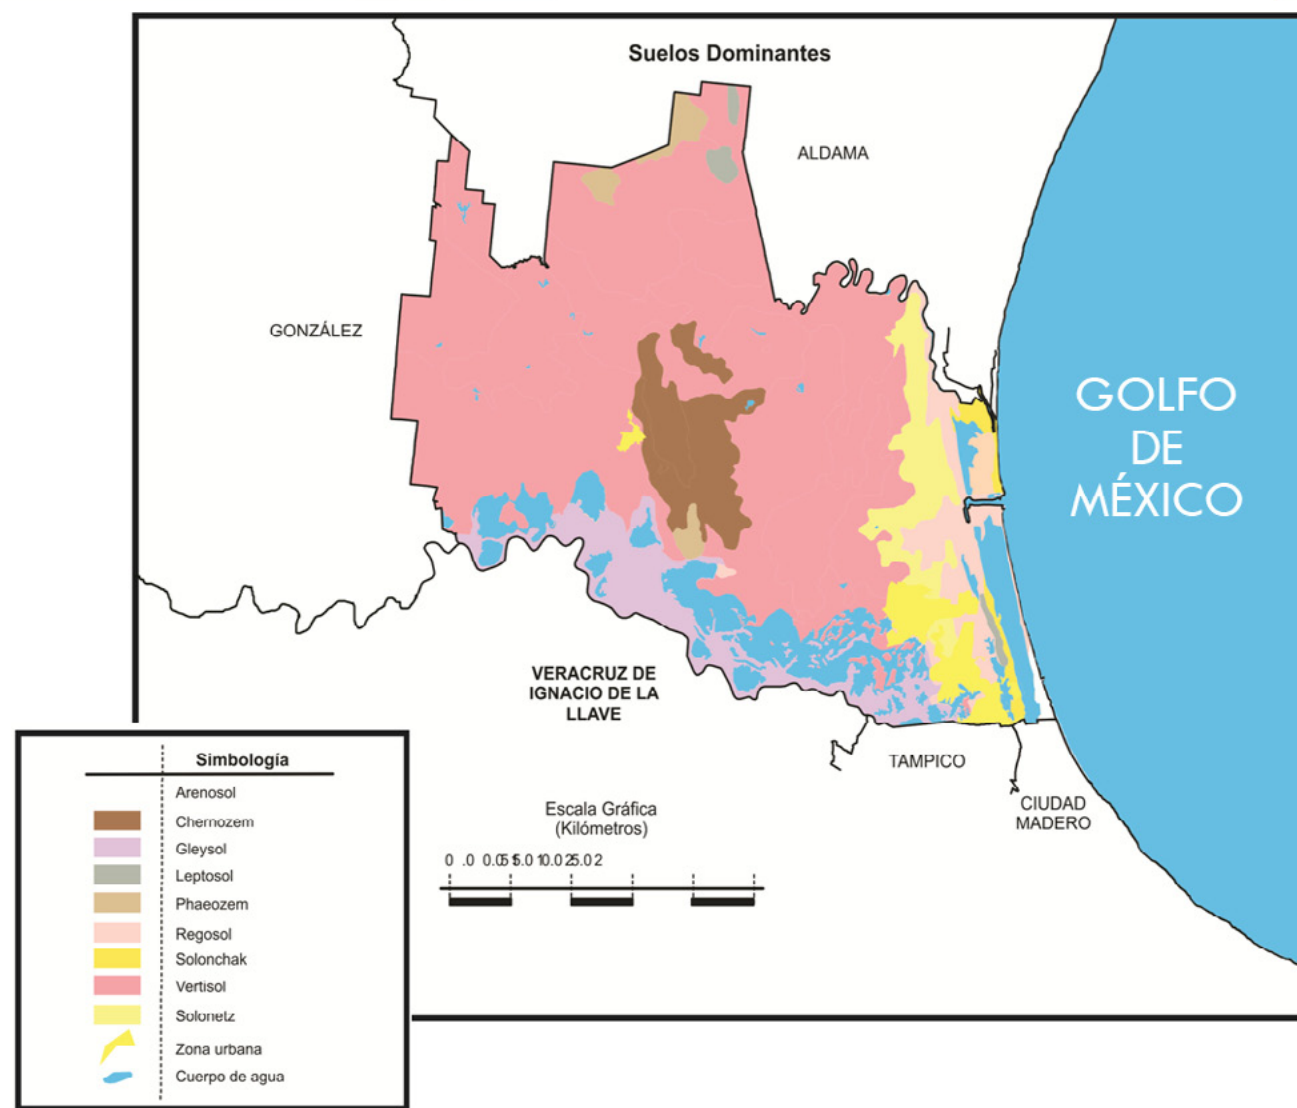 Suelos Dominantes
ALDAMA
GONZÁLEZ
GOLFO
DE
MÉXICO
VERACRUZ DE
IGNACIO DE LA
LLAVE
TAMPICO
CIUDAD
MADERO
Escala Gráfica
(Kilómetros)
Simbología
Arenosol
Chernozem
Gleysol
Leptosol
Phaeozem
Regosol
Solonchak
Vertisol
Solonetz
Zona urbana
Cuerpo de agua